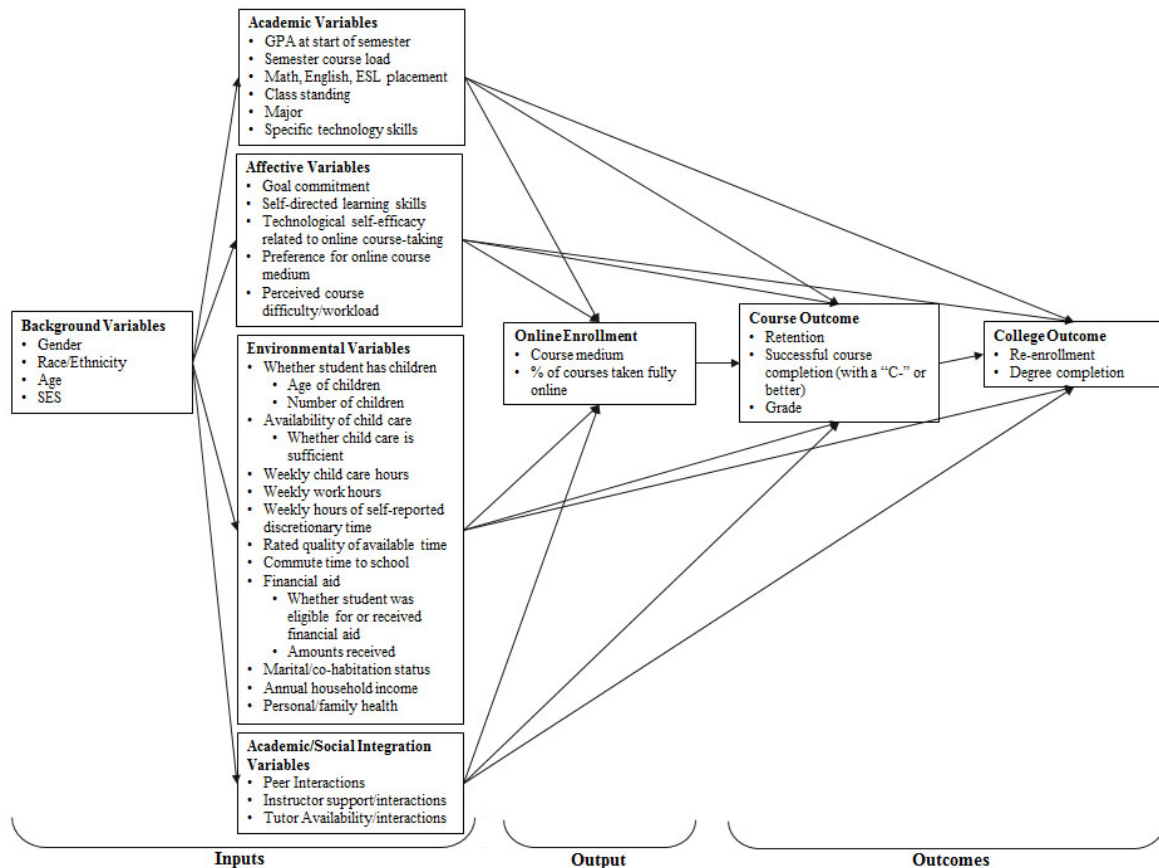 Academic Variables
• GPA at start of semester
• Semester course load
• Math, English, ESL placement
• Class standing
• Major
• Specific technology skills
Affective Variables
• Goal commitment
• Self-directed learning skills
• Technological self-efficacy
related to online course-taking
• Preference for online course
medium
• Perceived course
difficulty/workload
Background Variables
• Gender
• Race/Ethnicity
• Age
• SES
Environmental Variables
• Whether student has children
• Age of children
• Number of children
• Availability of child care
• Whether child care is
sufficient
• Weekly child care hours
• Weekly work hours
• Weekly hours of self-reported
discretionary time
• Rated quality of available time
• Commute time to school
• Financial aid
• Whether student was
eligible for or received
financial aid
• Amounts received
• Marital/co-habitation status
• Annual household income
• Personal/family health
Academic/Social Integration
Variables
• Peer Interactions
• Instructor support/interactions
• Tutor Availability/interactions
Online Enrollment
• Course medium
• % of courses taken fully
online
Course Outcome
• Retention
• Successful course
completion (with a “C-” or
better)
• Grade
College Outcome
• Re-enrollment
• Degree completion
Inputs
Output
Outcomes